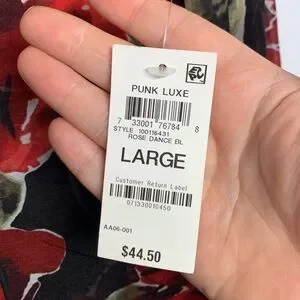 PUNK LUXE
7 33001 76784 8
STYLE 100116431
ROSE DANCE BL
LARGE
Customer Return Label
071330010450
AA06-001
$44.50